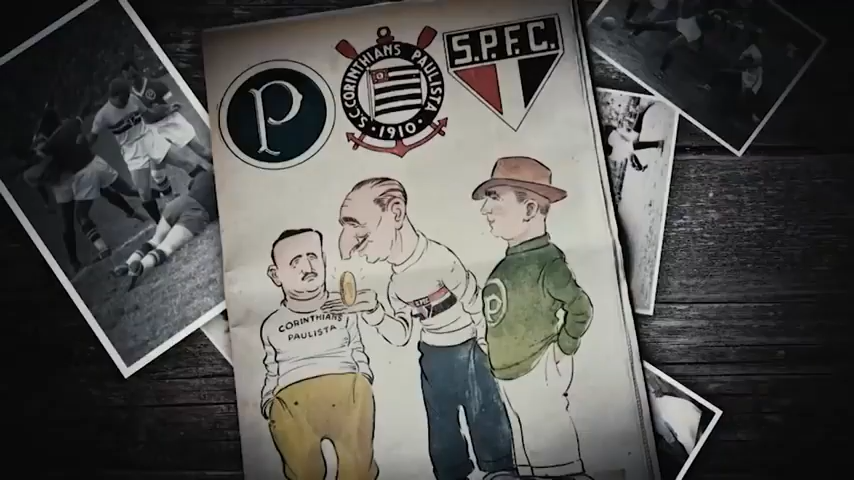 P
S.C.CORINTHIANS PAULISTA
·1910·
S.P.F.C.
CORINTHIANS
PAULISTA
P